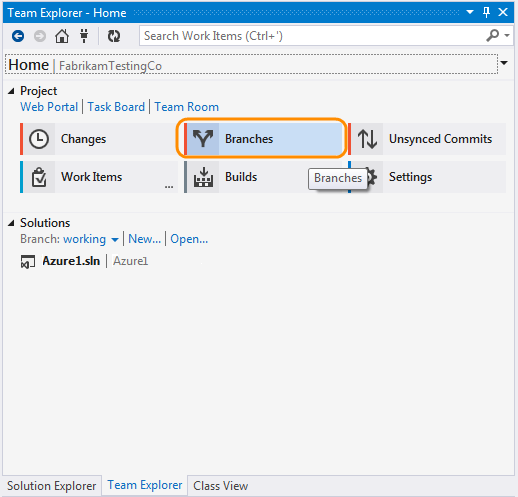 Team Explorer - Home
Search Work Items (Ctrl+')
Home | FabrikamTestingCo
Project
Web Portal | Task Board | Team Room
Changes
Branches
Unsynced Commits
Work Items
...
Builds
Branches
Settings
Solutions
Branch: working | New... | Open...
Azure1.sln | Azure1
Solution Explorer Team Explorer Class View